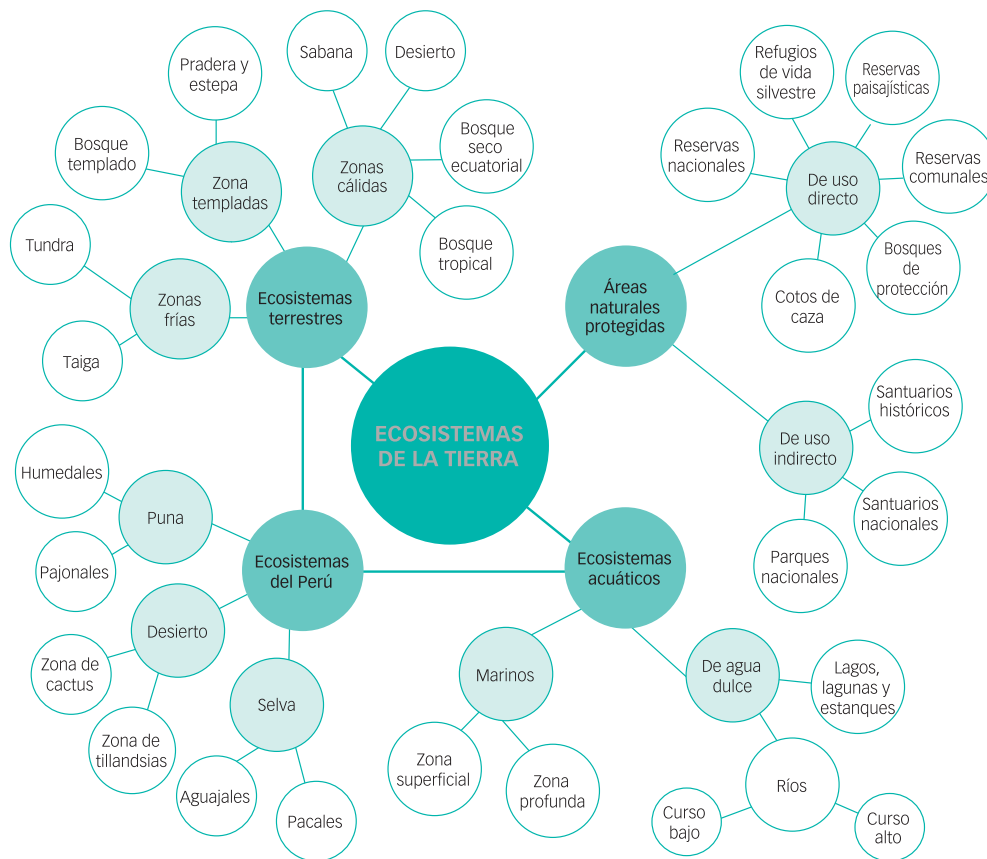 ECOSISTEMAS
DE LA TIERRA
Ecosistemas
terrestres
Zonas
cálidas
Sabana
Desierto
Bosque
seco
ecuatorial
Bosque
tropical
Zona
templadas
Pradera y
estepa
Bosque
templado
Zonas
frías
Tundra
Taiga
Áreas
naturales
protegidas
De uso
directo
Reservas
nacionales
Refugios
de vida
silvestre
Reservas
paisajísticas
Reservas
comunales
Bosques
de
protección
Cotos de
caza
De uso
indirecto
Santuarios
históricos
Santuarios
nacionales
Parques
nacionales
Ecosistemas
del Perú
Puna
Humedales
Pajonales
Desierto
Zona de
cactus
Zona de
tillandsias
Selva
Aguajales
Pacales
Ecosistemas
acuáticos
Marinos
Zona
superficial
Zona
profunda
De agua
dulce
Lagos,
lagunas y
estanques
Ríos
Curso
bajo
Curso
alto